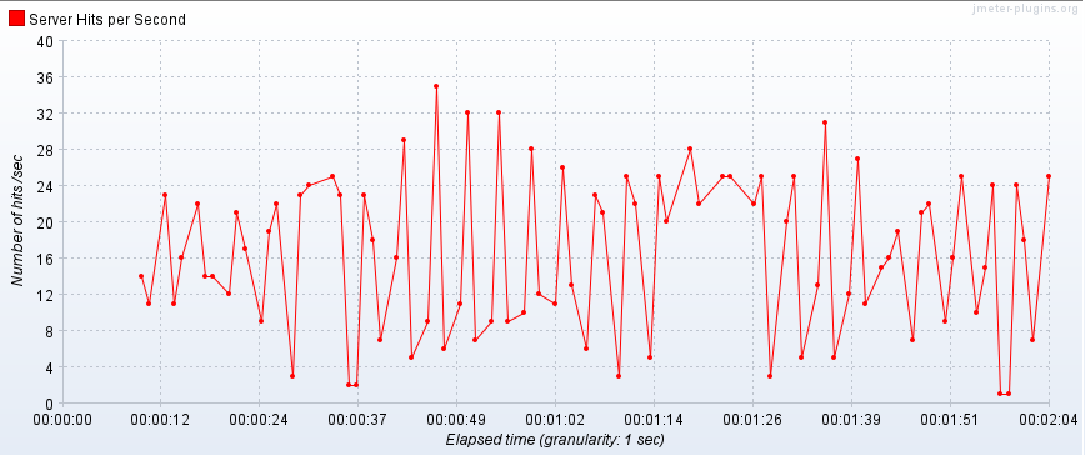 jmeter-plugins.org
Server Hits per Second
40
36
32
28
24
20
16
12
8
4
0
Number of hits /sec
00:00:00 00:00:12 00:00:24 00:00:37 00:00:49 00:01:02 00:01:14 00:01:26 00:01:39 00:01:51 00:02:04
Elapsed time (granularity: 1 sec)